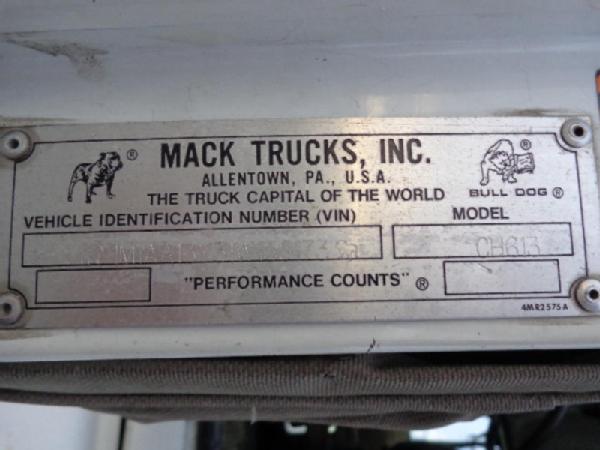 ® MACK TRUCKS, INC. ®
ALLENTOWN, PA., U.S.A.
THE TRUCK CAPITAL OF THE WORLD BULL DOG ®
VEHICLE IDENTIFICATION NUMBER (VIN) MODEL
CH613
"PERFORMANCE COUNTS" ®
4MR2575A